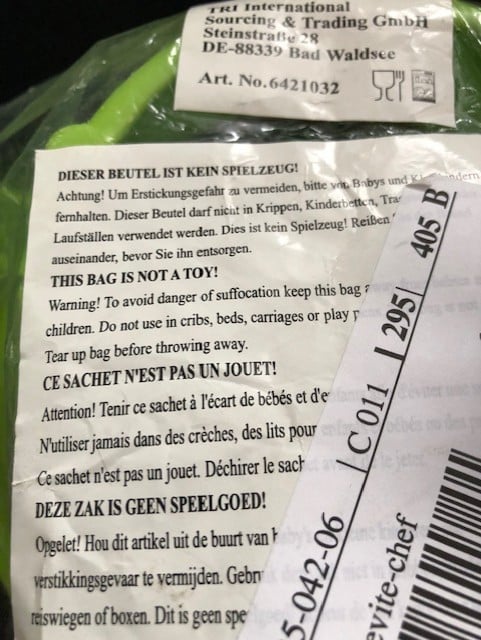 TRI International
Sourcing & Trading GmbH
Steinstraße 28
DE-88339 Bad Waldsee
Art. No.6421032
DIESER BEUTEL IST KEIN SPIELZEUG!
Achtung! Um Erstickungsgefahr zu vermeiden, bitte von Babys und
fernhalten. Dieser Beutel darf nicht in Krippen, Kinderbetten,
Laufställen verwendet werden. Dies ist kein Spielzeug! Reißen
auseinander, bevor Sie ihn entsorgen.
THIS BAG IS NOT A TOY!
Warning! To avoid danger of suffocation keep this bag
children. Do not use in cribs, beds, carriages or play
Tear up bag before throwing away.
CE SACHET N'EST PAS UN JOUET!
Attention! Tenir ce sachet à l'écart de bébés et
N'utiliser jamais dans des crèches, des lits pour
Ce sachet n'est pas un jouet. Déchirer le
DEZE ZAK IS GEEN SPEELGOED!
Opgelet! Hou dit artikel uit de buurt van
verstikkingsgevaar te vermijden.
reiswiegen of boxen. Dit is geen
5-042-06 C 011 | 295| 405 B
evite-chef